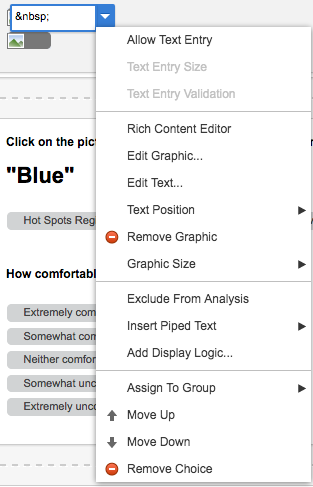 &nbsp;
Allow Text Entry
Text Entry Size
Text Entry Validation
Click on the pic
"Blue"
Rich Content Editor
Edit Graphic...
Edit Text...
Hot Spots Reg
Text Position
Remove Graphic
How comfortabl
Graphic Size
Exclude From Analysis
Extremely com
Insert Piped Text
Somewhat com
Add Display Logic...
Neither comfor
Somewhat unc
Assign To Group
Extremely unco
Move Up
Move Down
Remove Choice